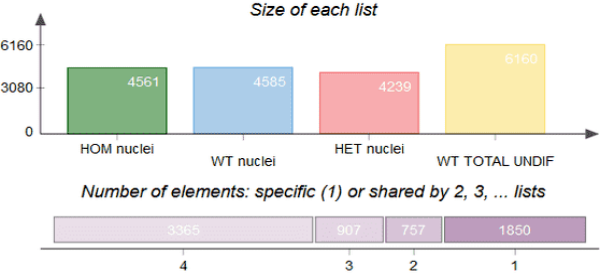 Size of each list
6160
3080
0
4561
4585
4239
6160
HOM nuclei
WT nuclei
HET nuclei
WT TOTAL UNDIF
Number of elements: specific (1) or shared by 2, 3, ... lists
3365 907 757 1850
4 3 2 1